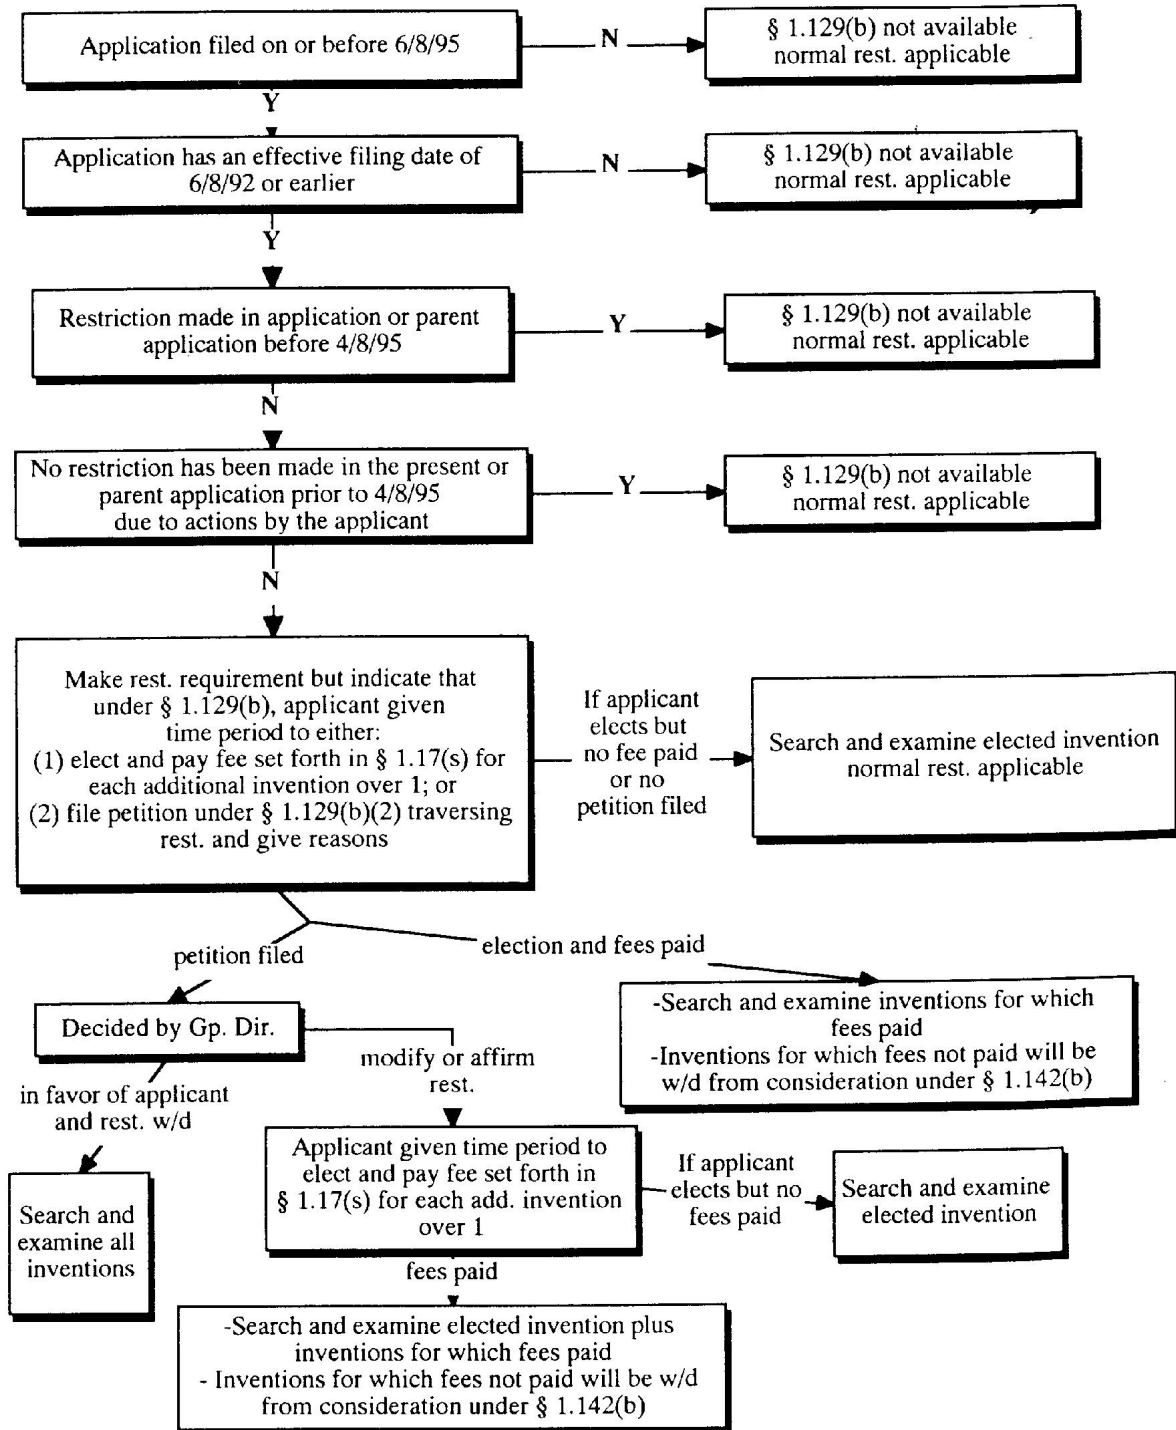 Application filed on or before 6/8/95
N
§ 1.129(b) not available
normal rest. applicable
Y
Application has an effective filing date of
6/8/92 or earlier
N
§ 1.129(b) not available
normal rest. applicable
Y
Restriction made in application or parent
application before 4/8/95
Y
§ 1.129(b) not available
normal rest. applicable
N
No restriction has been made in the present or
parent application prior to 4/8/95
due to actions by the applicant
Y
§ 1.129(b) not available
normal rest. applicable
N
Make rest. requirement but indicate that
under § 1.129(b), applicant given
time period to either:
(1) elect and pay fee set forth in § 1.17(s) for
each additional invention over 1; or
(2) file petition under § 1.129(b)(2) traversing
rest. and give reasons
If applicant
elects but
no fee paid
or no
petition filed
Search and examine elected invention
normal rest. applicable
petition filed
election and fees paid
Decided by Gp. Dir.
-Search and examine inventions for which
fees paid
-Inventions for which fees not paid will be
w/d from consideration under § 1.142(b)
modify or affirm
rest.
in favor of applicant
and rest. w/d
Search and
examine all
inventions
Applicant given time period to
elect and pay fee set forth in
§ 1.17(s) for each add. invention
over 1
If applicant
elects but no
fees paid
Search and examine
elected invention
fees paid
-Search and examine elected invention plus
inventions for which fees paid
- Inventions for which fees not paid will be w/d
from consideration under § 1.142(b)